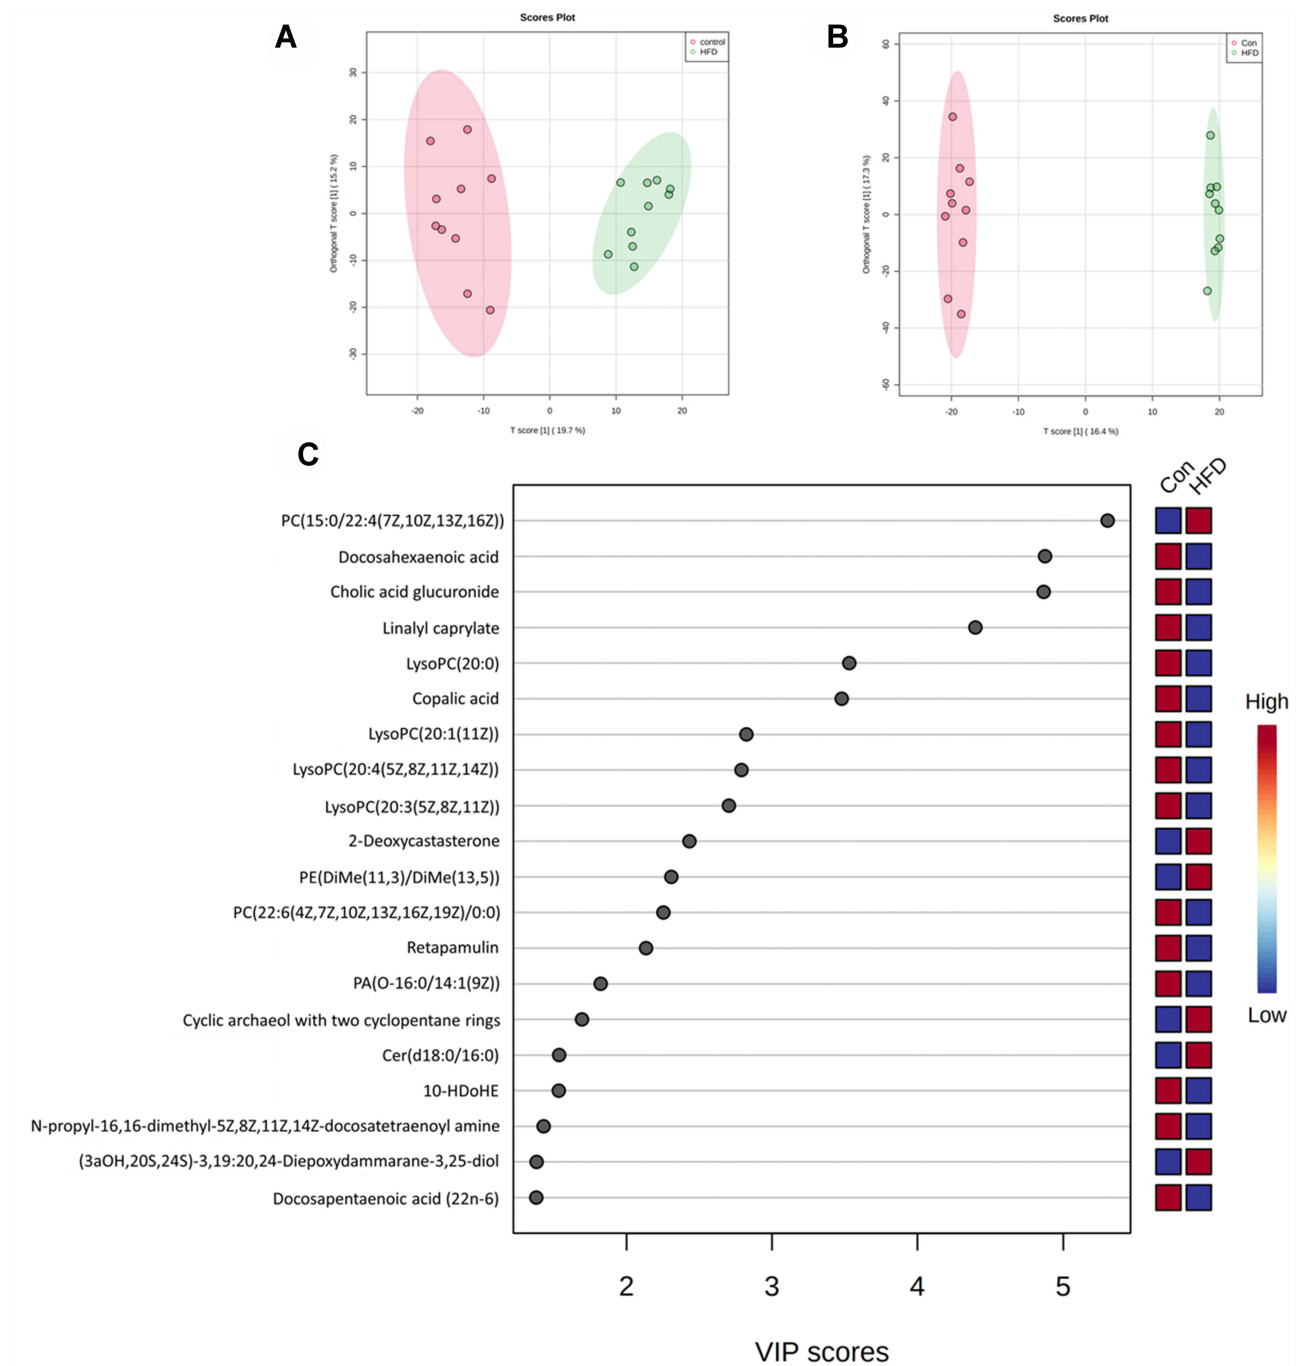 A
Scores Plot
control
HFD
30
20
10
0
-10
-20
-30
Orthogonal T score [1] ( 15.2 %)
-20
-10
0
10
20
T score [1] ( 19.7 %)
B
Scores Plot
Con
HFD
60
40
20
0
-20
-40
-60
Orthogonal T score [1] ( 17.3 %)
-20
-10
0
10
20
T score [1] ( 16.4 %)
C
Con
HFD
PC(15:0/22:4(7Z,10Z,13Z,16Z))
Docosahexaenoic acid
Cholic acid glucuronide
Linalyl caprylate
LysoPC(20:0)
Copalic acid
LysoPC(20:1(11Z))
LysoPC(20:4(5Z,8Z,11Z,14Z))
LysoPC(20:3(5Z,8Z,11Z))
2-Deoxycastasterone
PE(DiMe(11,3)/DiMe(13,5))
PC(22:6(4Z,7Z,10Z,13Z,16Z,19Z)/0:0)
Retapamulin
PA(O-16:0/14:1(9Z))
Cyclic archaeol with two cyclopentane rings
Cer(d18:0/16:0)
10-HDoHE
N-propyl-16,16-dimethyl-5Z,8Z,11Z,14Z-docosatetraenoyl amine
(3aOH,20S,24S)-3,19:20,24-Diepoxydammarane-3,25-diol
Docosapentaenoic acid (22n-6)
High
Low
2
3
4
5
VIP scores